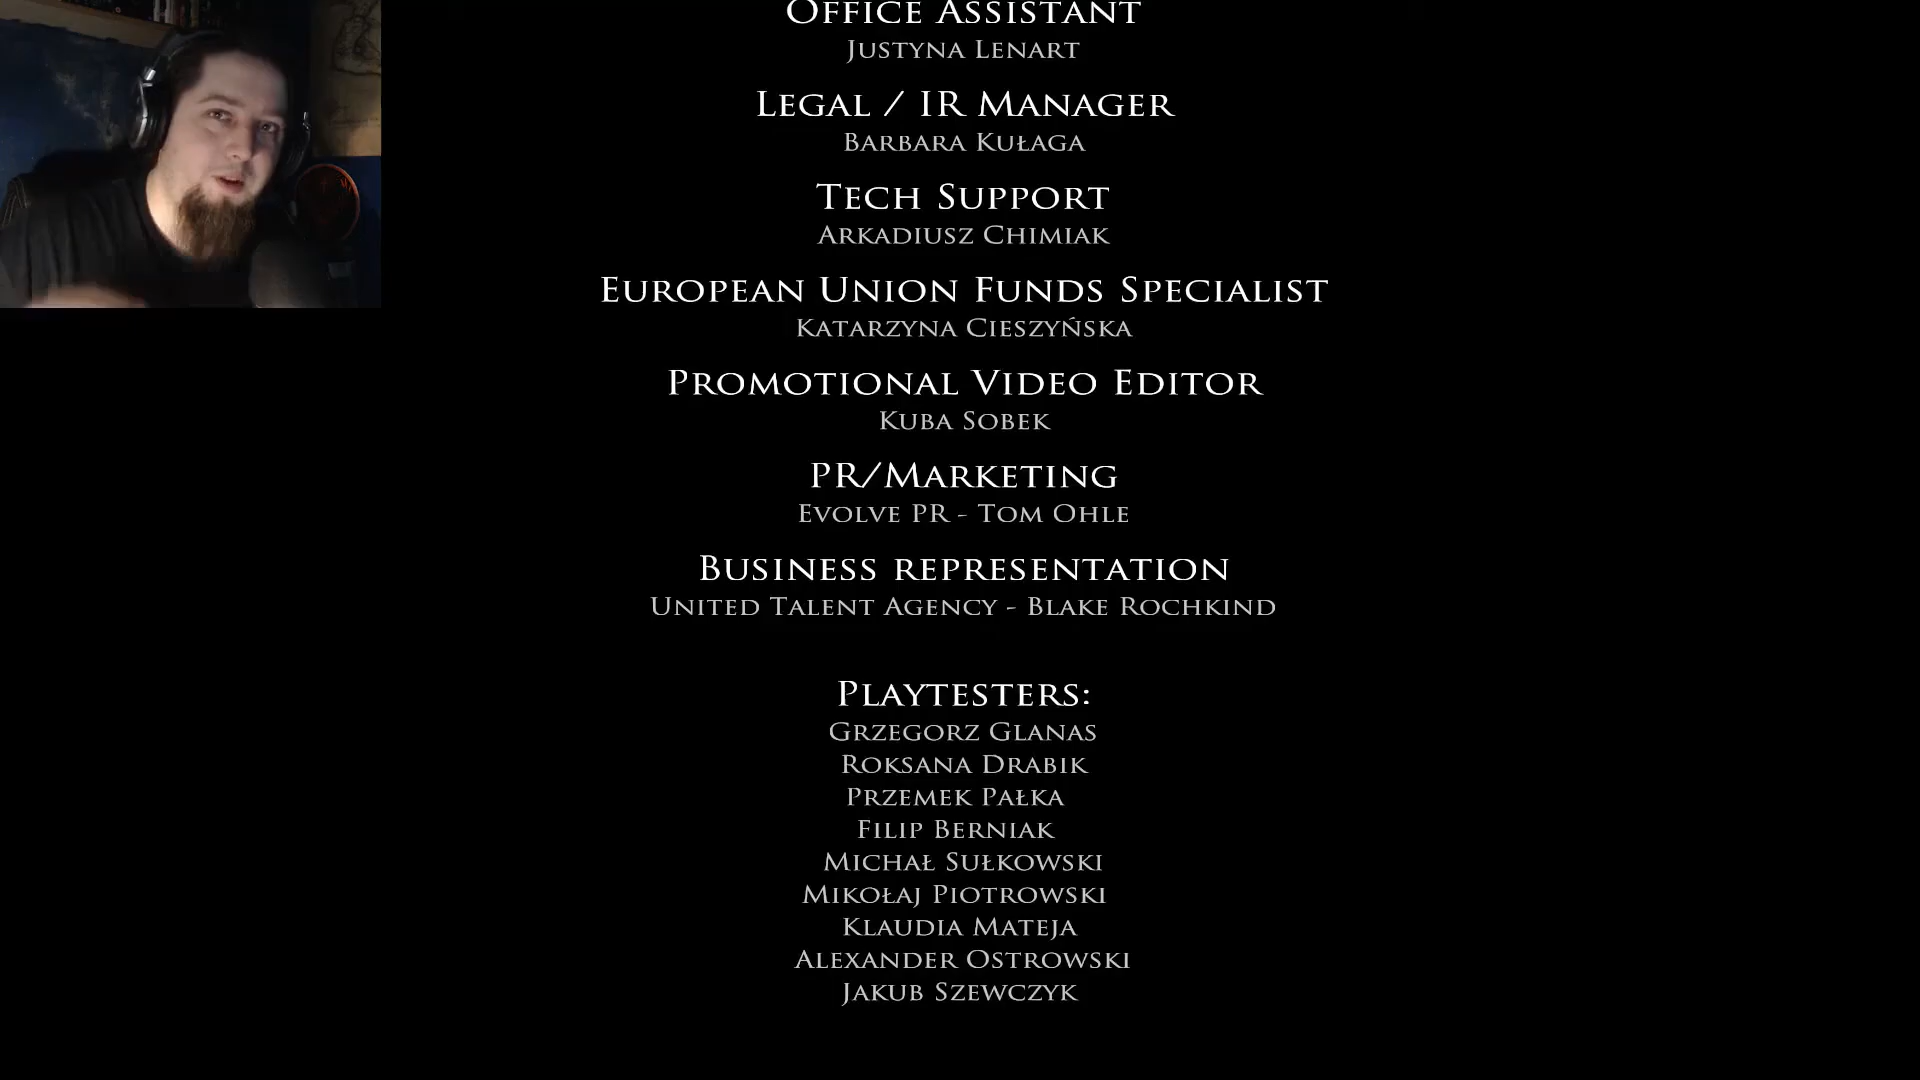 Office Assistant
Justyna Lenart
Legal / IR Manager
Barbara Kułaga
Tech Support
Arkadiusz Chimiak
European Union Funds Specialist
Katarzyna Cieszyńska
Promotional Video Editor
Kuba Sobek
PR/Marketing
Evolve PR - Tom Ohle
Business representation
United Talent Agency - Blake Rochkind
Playtesters:
Grzegorz Glanas
Roksana Drabik
Przemek Pałka
Filip Berniak
Michał Sułkowski
Mikołaj Piotrowski
Klaudia Mateja
Alexander Ostrowski
Jakub Szewczyk